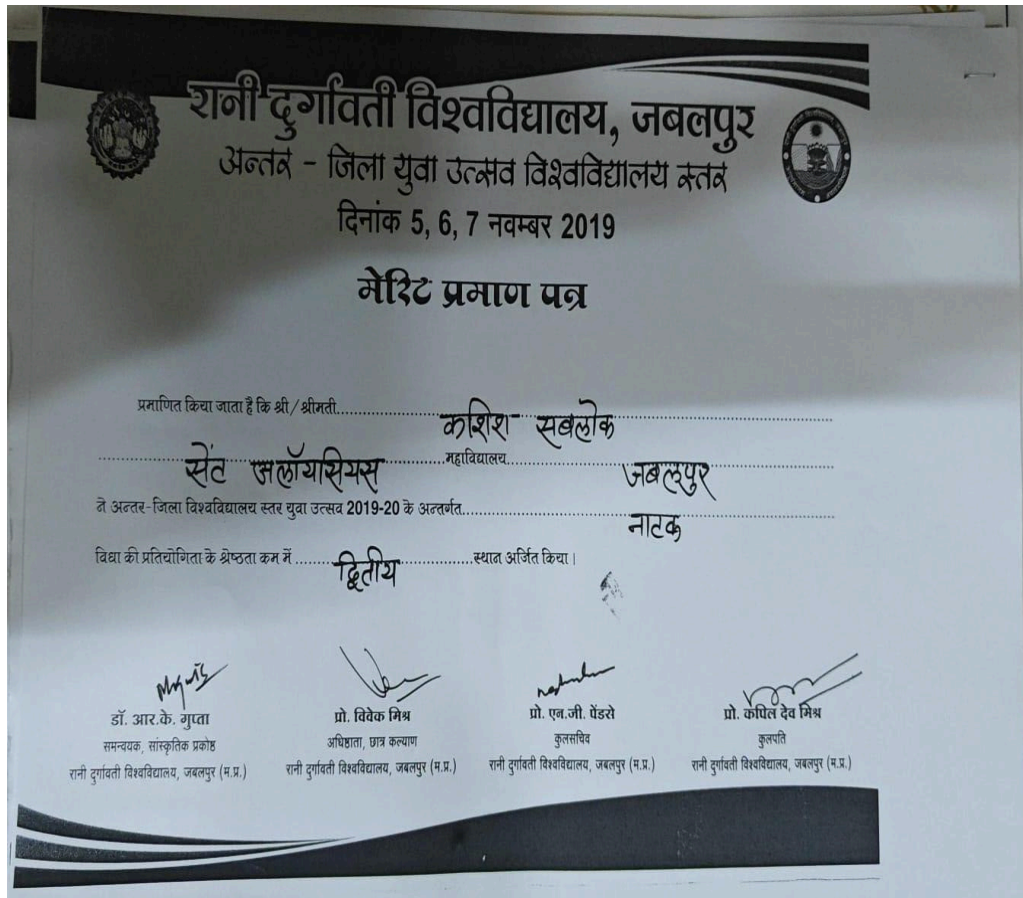 रानी दुर्गावती विश्वविद्यालय, जबलपुर
अन्तर - जिला युवा उत्सव विश्वविद्यालय स्तर
दिनांक 5, 6, 7 नवम्बर 2019
मेरिट प्रमाण पत्र
प्रमाणित किया जाता है कि श्री/श्रीमती.......... कशिश सबलोक
सेंट अलॉयसियस महाविद्यालय.......... जबलपुर
ने अन्तर-जिला विश्वविद्यालय स्तर युवा उत्सव 2019-20 के अन्तर्गत.......... नाटक
विधा की प्रतियोगिता के श्रेष्ठता कम में .......... द्वितीय ..........स्थान अर्जित किया।
डॉ. आर.के. गुप्ता प्रो. विवेक मिश्र प्रो. एन.जी. पेंडसे प्रो. कपिल देव मिश्र
समन्वयक, सांस्कृतिक प्रकोष्ठ अधिष्ठाता, छात्र कल्याण कुलसचिव कुलपति
रानी दुर्गावती विश्वविद्यालय, जबलपुर (म.प्र.) रानी दुर्गावती विश्वविद्यालय, जबलपुर (म.प्र.) रानी दुर्गावती विश्वविद्यालय, जबलपुर (म.प्र.) रानी दुर्गावती विश्वविद्यालय, जबलपुर (म.प्र.)